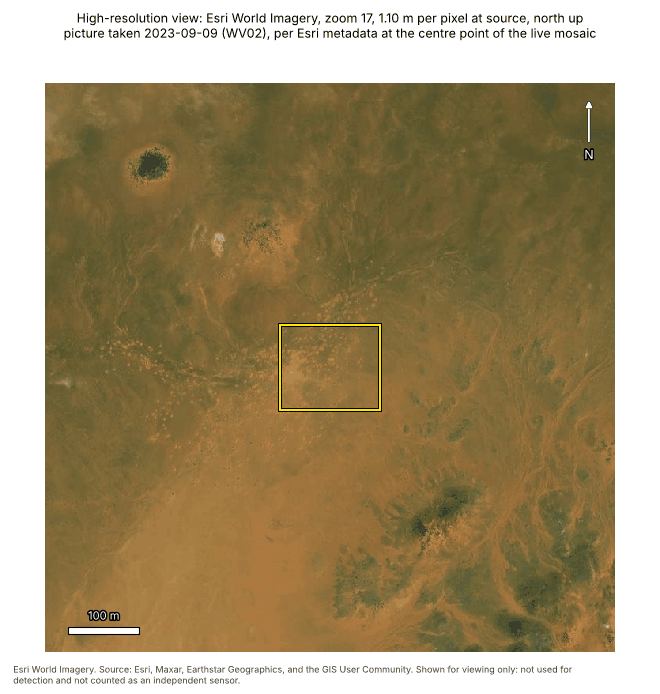 High-resolution view: Esri World Imagery, zoom 17, 1.10 m per pixel at source, north up
picture taken 2023-09-09 (WV02), per Esri metadata at the centre point of the live mosaic
N
100 m
Esri World Imagery. Source: Esri, Maxar, Earthstar Geographics, and the GIS User Community. Shown for viewing only: not used for
detection and not counted as an independent sensor.